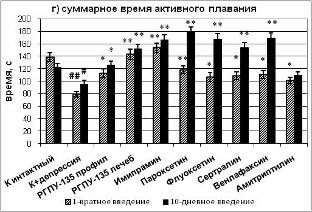 г) суммарное время активного плавания
время, с
200
180
160
140
120
100
80
60
40
20
0
## # * * ** ** ** ** ** ** * ** * ** * ** *
К интактный
К+депрессия
РГПУ-135 профил
РГПУ-135 лечеб
Имипрамин
Пароксетин
Флуоксетин
Сертралин
Венлафаксин
Амитриптилин
1-кратное введение
10-дневное введение